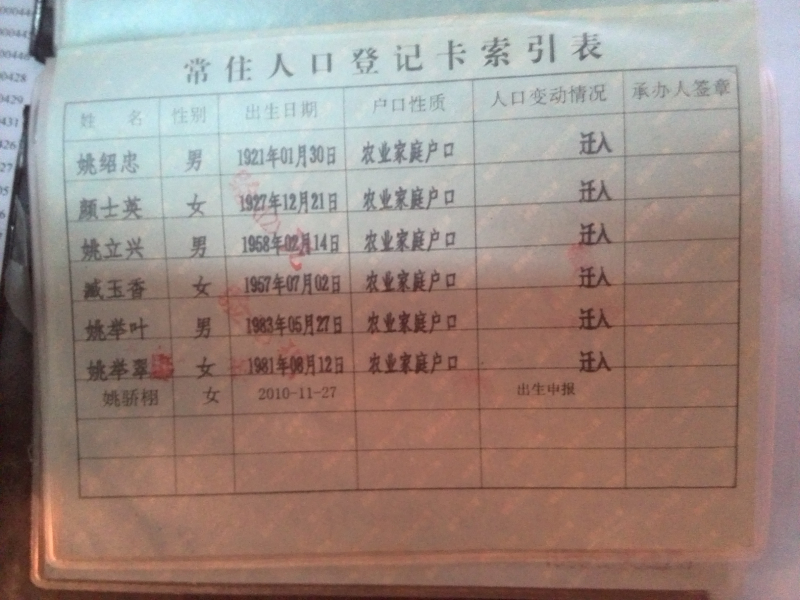 常住人口登记卡索引表
姓 名 性别 出生日期 户口性质 人口变动情况 承办人签章
姚绍忠 男 1921年01月30日 农业家庭户口 迁入
颜士英 女 1927年12月21日 农业家庭户口 迁入
姚立兴 男 1958年02月14日 农业家庭户口 迁入
臧玉香 女 1957年07月02日 农业家庭户口 迁入
姚举叶 男 1983年05月27日 农业家庭户口 迁入
姚举翠 女 1981年08月12日 农业家庭户口 迁入
姚骄栩 女 2010-11-27 出生申报